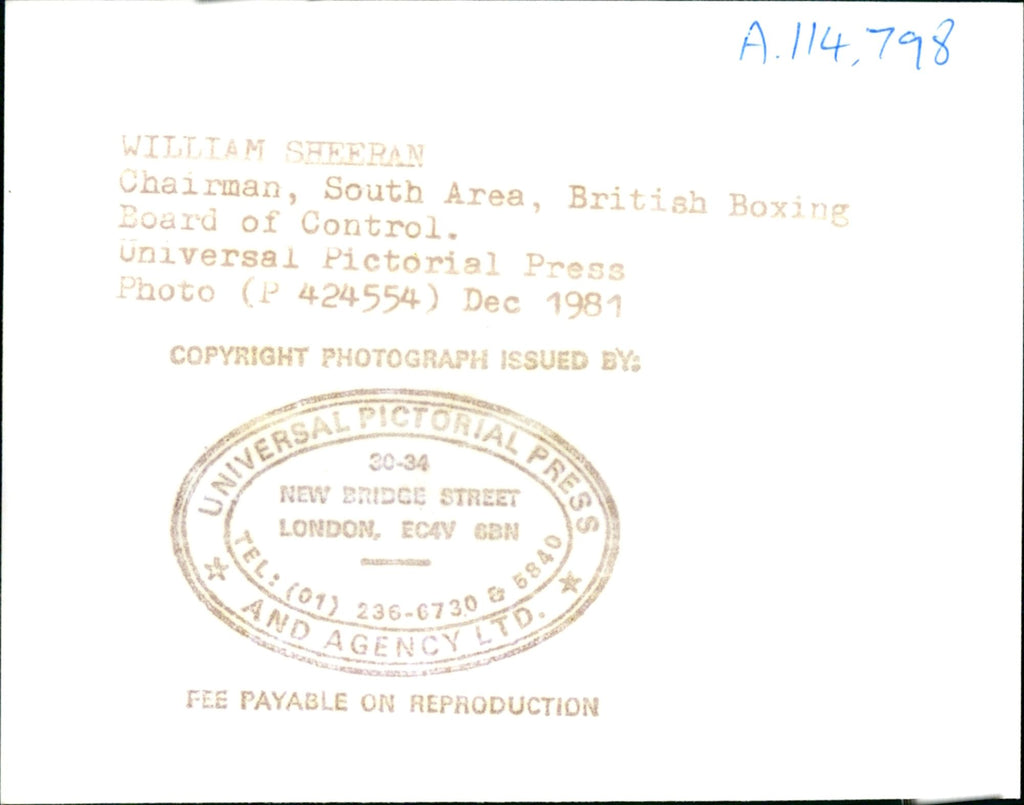 A.114,798
WILLIAM SHEERAN
Chairman, South Area, British Boxing
Board of Control.
Universal Pictorial Press
Photo (P 424554) Dec 1981
COPYRIGHT PHOTOGRAPH ISSUED BY:
UNIVERSAL PICTORIAL PRESS
30-34
NEW BRIDGE STREET
LONDON, EC4V 6BN
TEL: (01) 236-6730 & 5840
AND AGENCY LTD.
FEE PAYABLE ON REPRODUCTION